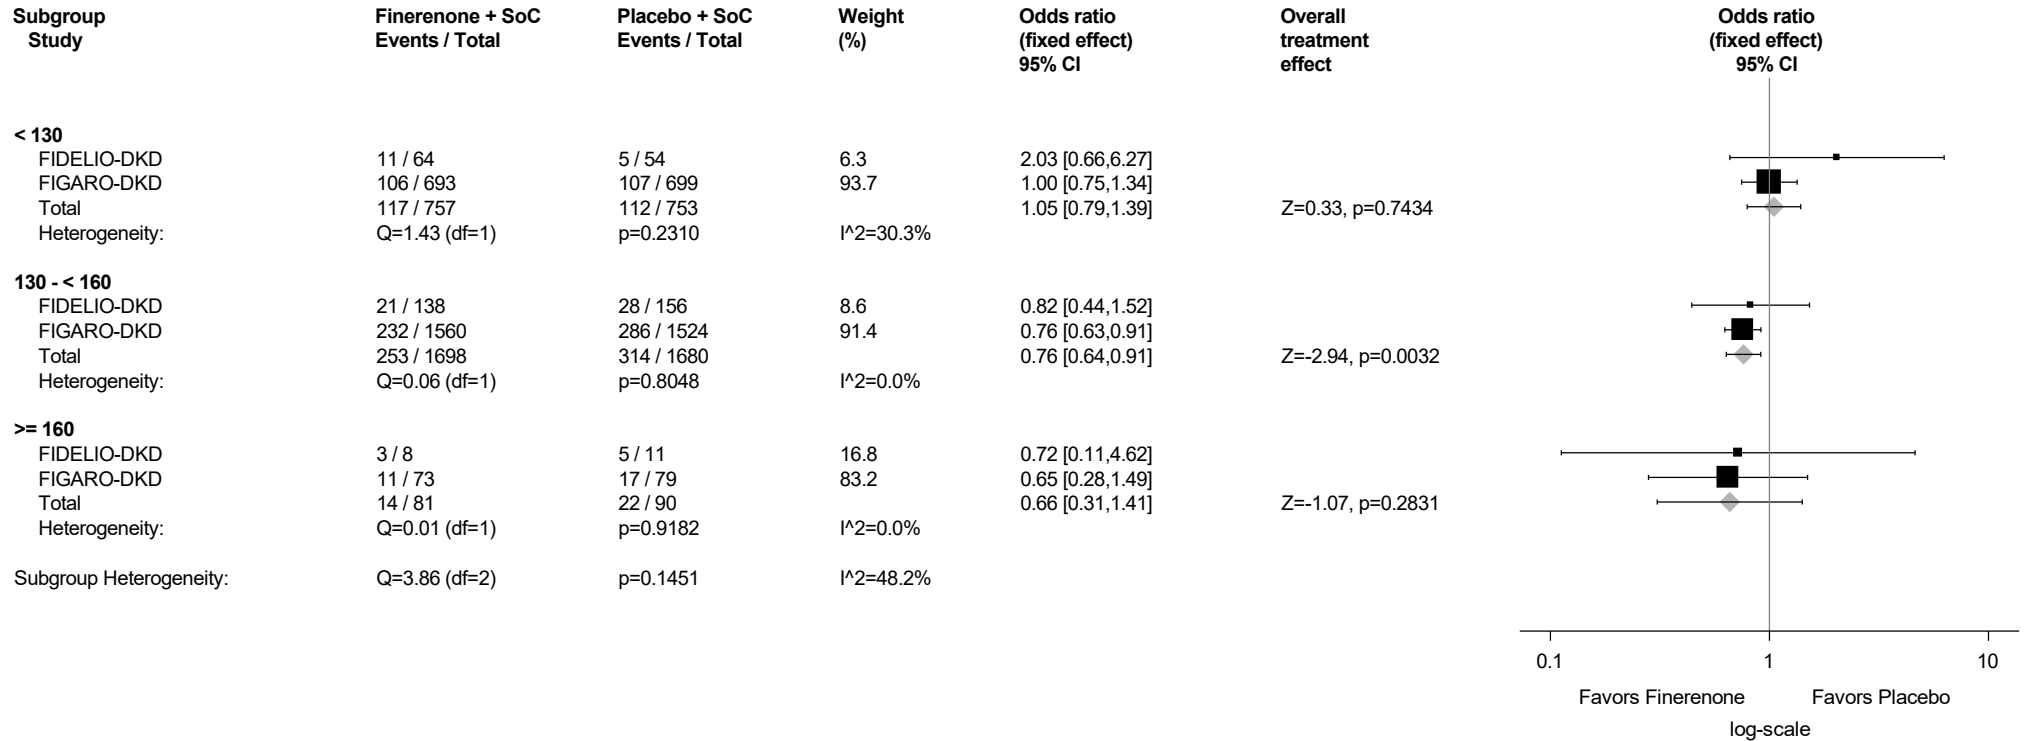 Subgroup Finerenone + SoC Placebo + SoC Weight Odds ratio Overall Odds ratio
Study Events / Total Events / Total (%) (fixed effect) treatment (fixed effect)
95% CI effect 95% CI
< 130
FIDELIO-DKD 11 / 64 5 / 54 6.3 2.03 [0.66,6.27]
FIGARO-DKD 106 / 693 107 / 699 93.7 1.00 [0.75,1.34]
Total 117 / 757 112 / 753 1.05 [0.79,1.39] Z=0.33, p=0.7434
Heterogeneity: Q=1.43 (df=1) p=0.2310 I^2=30.3%
130 - < 160
FIDELIO-DKD 21 / 138 28 / 156 8.6 0.82 [0.44,1.52]
FIGARO-DKD 232 / 1560 286 / 1524 91.4 0.76 [0.63,0.91]
Total 253 / 1698 314 / 1680 0.76 [0.64,0.91] Z=-2.94, p=0.0032
Heterogeneity: Q=0.06 (df=1) p=0.8048 I^2=0.0%
>= 160
FIDELIO-DKD 3 / 8 5 / 11 16.8 0.72 [0.11,4.62]
FIGARO-DKD 11 / 73 17 / 79 83.2 0.65 [0.28,1.49]
Total 14 / 81 22 / 90 0.66 [0.31,1.41] Z=-1.07, p=0.2831
Heterogeneity: Q=0.01 (df=1) p=0.9182 I^2=0.0%
Subgroup Heterogeneity: Q=3.86 (df=2) p=0.1451 I^2=48.2%
0.1 1 10
Favors Finerenone Favors Placebo
log-scale